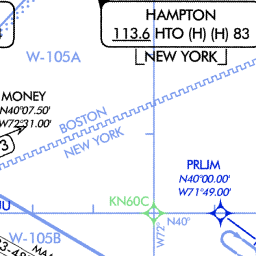 HAMPTON
113.6 HTO (H) (H) 83
NEW YORK
W-105A
MONEY
N40°07.50'
W72°31.00'
BOSTON
NEW YORK
PRLJM
N40°00.00'
W71°49.00'
KN60C
N40°
W72°
W-105B